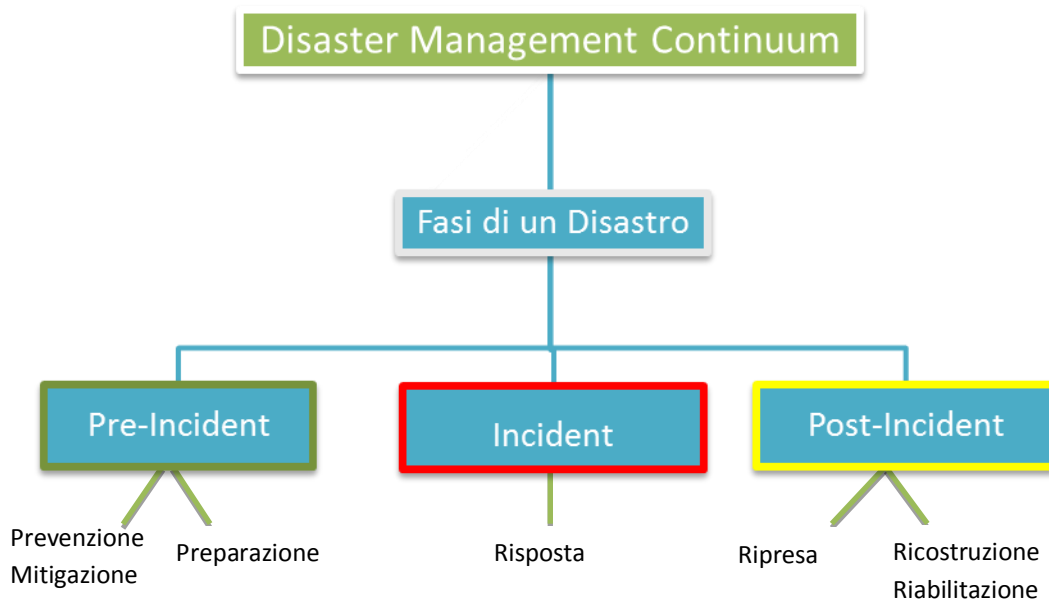 Disaster Management Continuum
Fasi di un Disastro
Pre-Incident
Incident
Post-Incident
Prevenzione
Mitigazione
Preparazione
Risposta
Ripresa
Ricostruzione
Riabilitazione